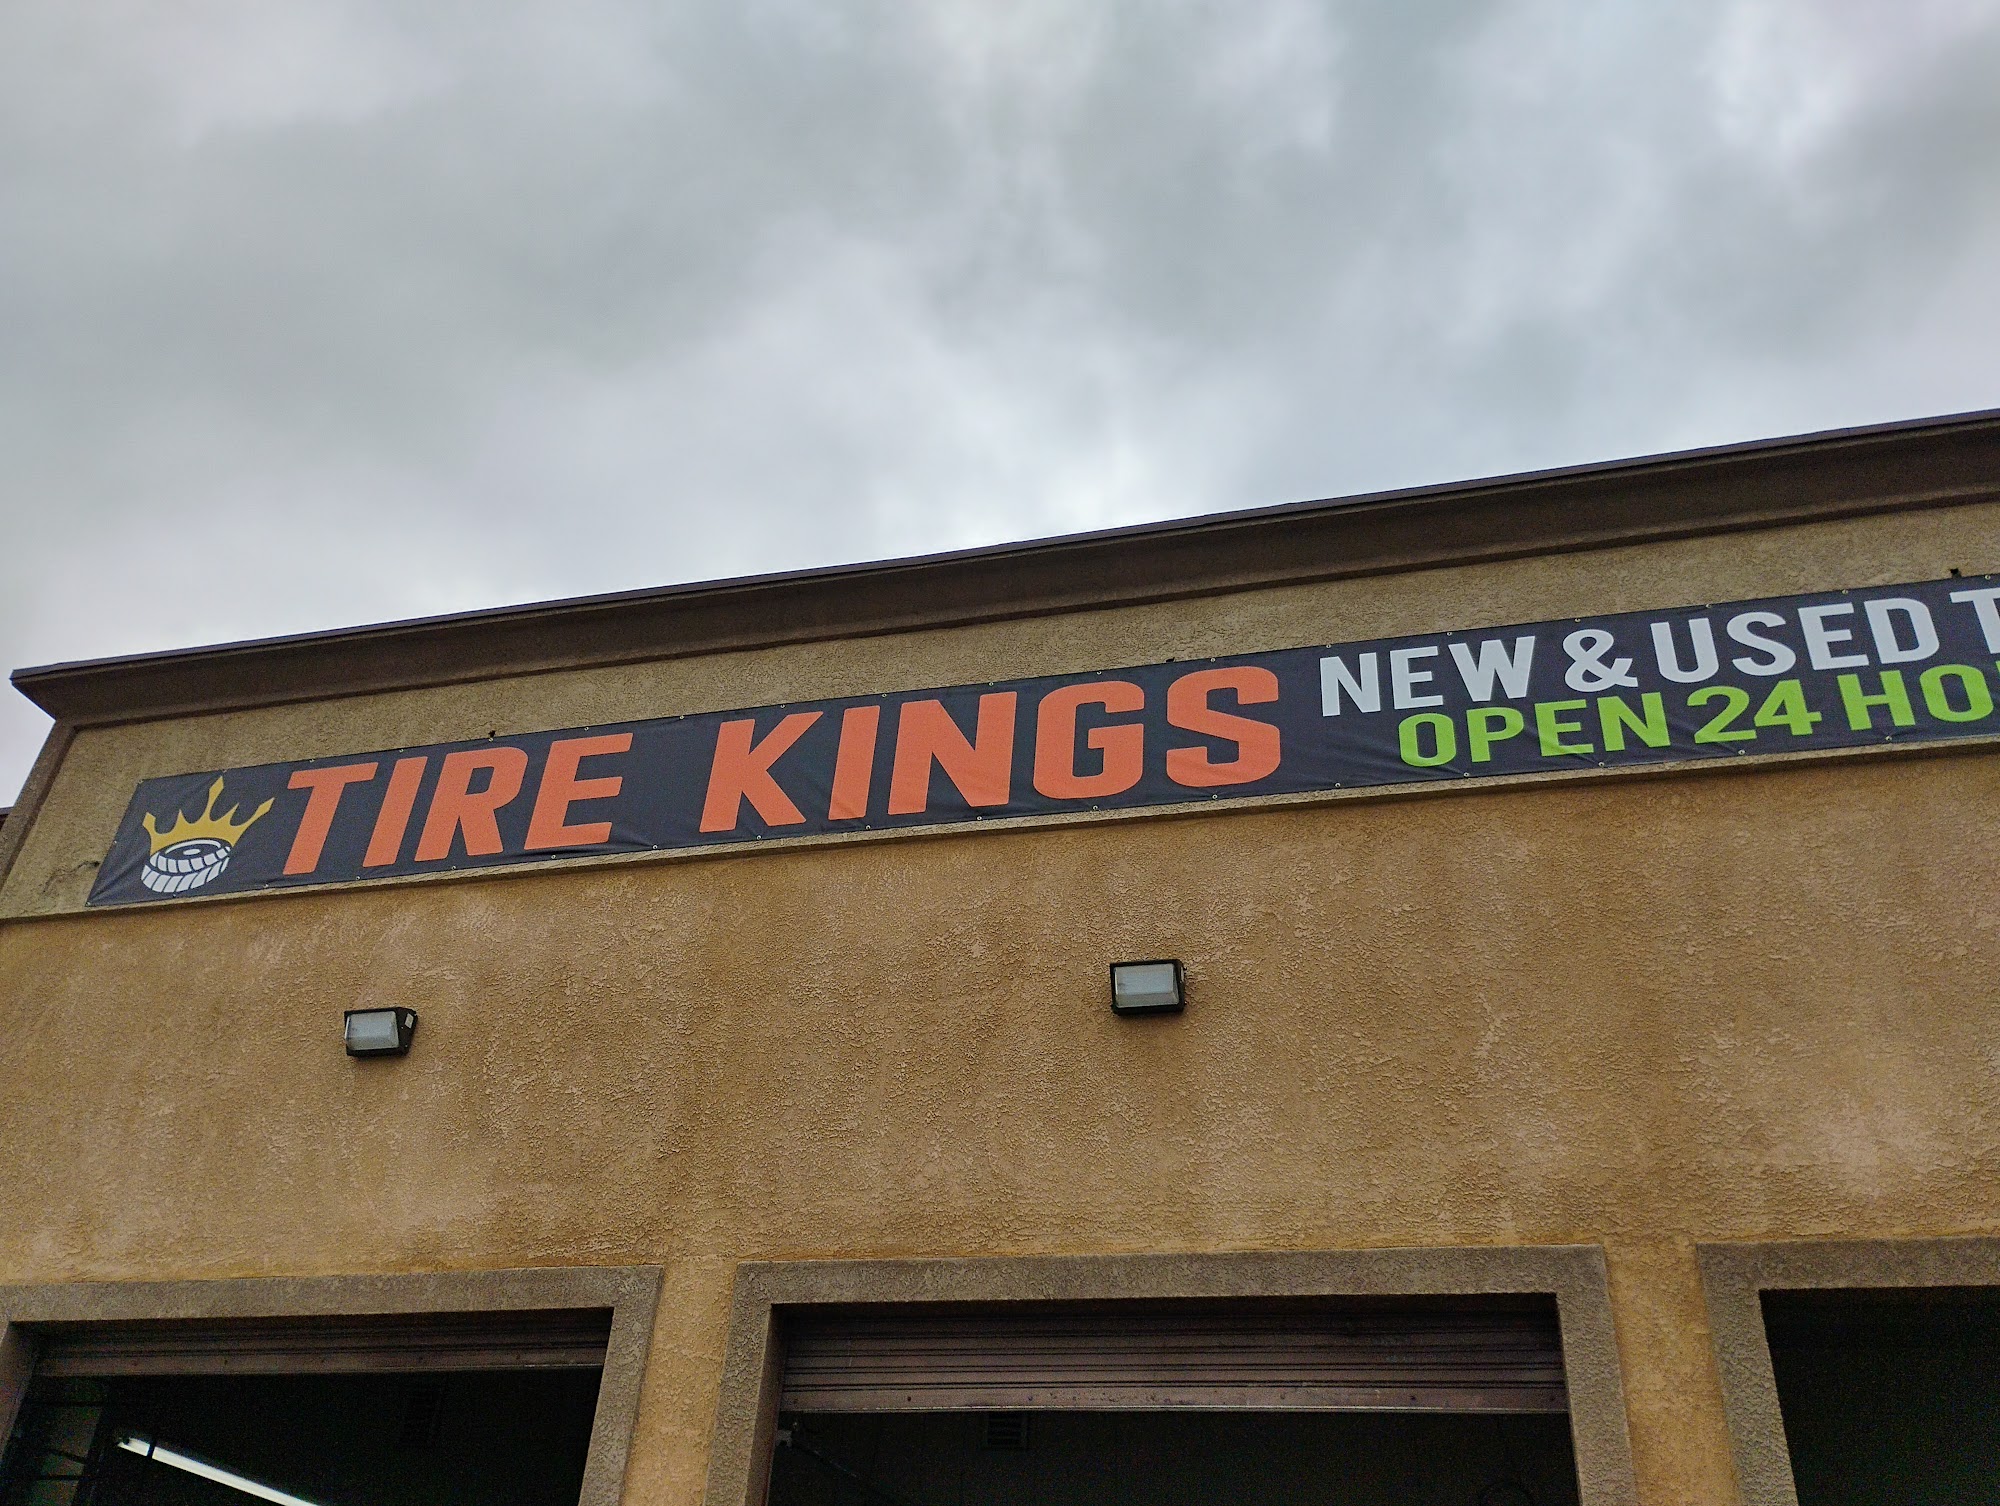 TIRE KINGS
NEW & USED
OPEN 24